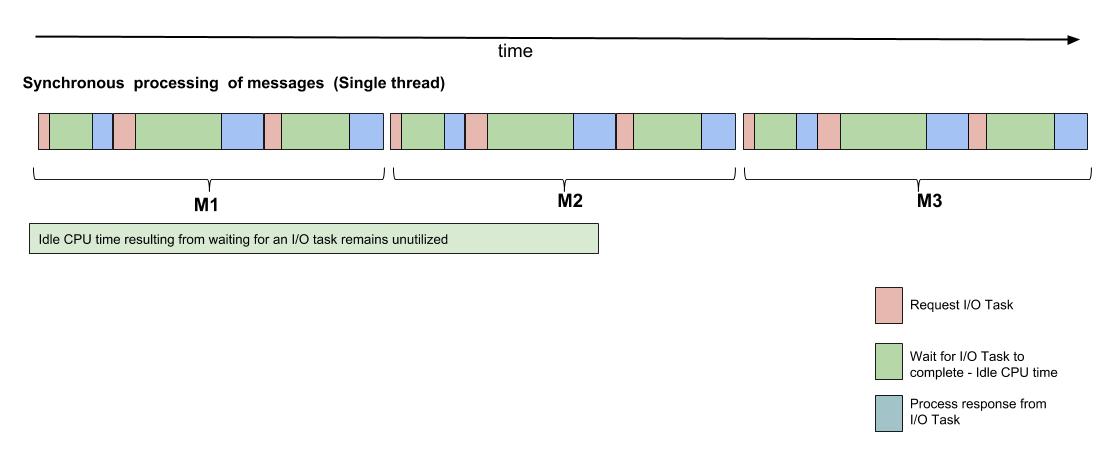 time
Synchronous processing of messages (Single thread)
M1
M2
M3
Idle CPU time resulting from waiting for an I/O task remains unutilized
Request I/O Task
Wait for I/O Task to
complete - Idle CPU time
Process response from
I/O Task